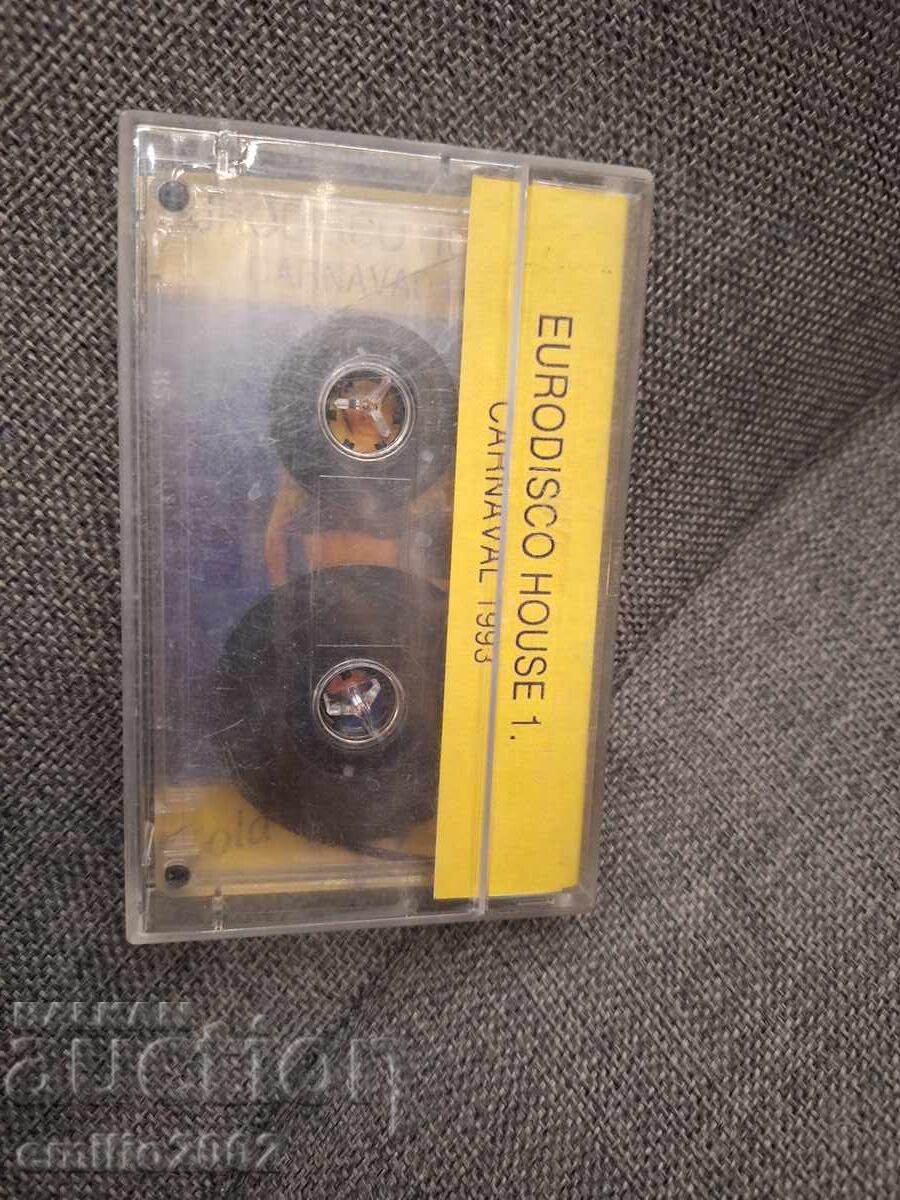 EURODISCO HOUSE 1.
CARNAVAL 1993
CARNAVAL
BALKAN
auction
emilio2002